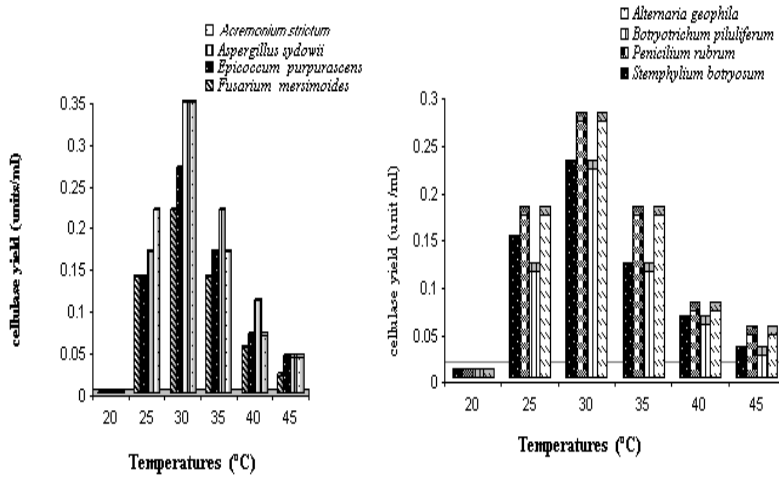 Acremonium strictum
Aspergillus sydowii
Epicoccum purpurascens
Fusarium mersimoides
cellulase yield (units/ml)
0.35
0.3
0.25
0.2
0.15
0.1
0.05
0
20 25 30 35 40 45
Temperatures (ºC)
Alternaria geophila
Botryotrichum piluliferum
Penicilium rubrum
Stemphylium botryosum
cellulase yield (unit /ml)
0.3
0.25
0.2
0.15
0.1
0.05
0
20 25 30 35 40 45
Temperatures (ºC)